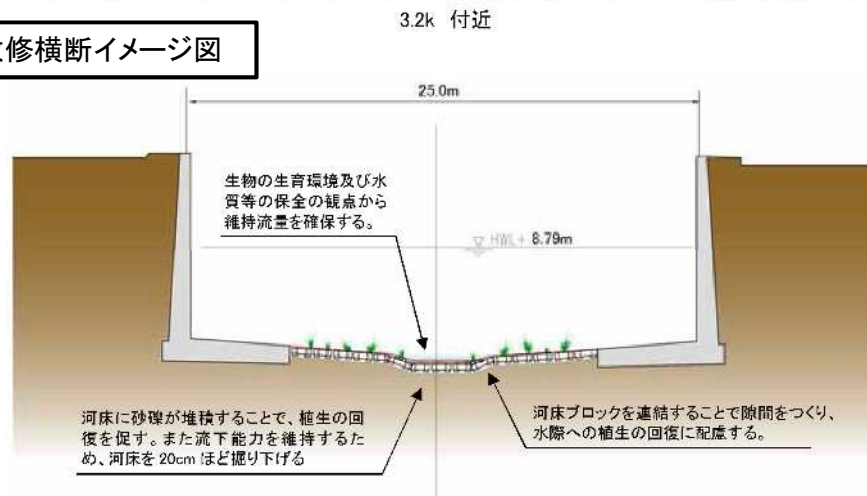 3.2k 付近
修横断イメージ図
25.0m
生物の生育環境及び水
質等の保全の観点から
維持流量を確保する。
HWL+ 8.79m
河床に砂礫が堆積することで、植生の回
復を促す。また流下能力を維持するた
め、河床を20cm ほど掘り下げる
河床ブロックを連結することで隙間をつくり、
水際への植生の回復に配慮する。